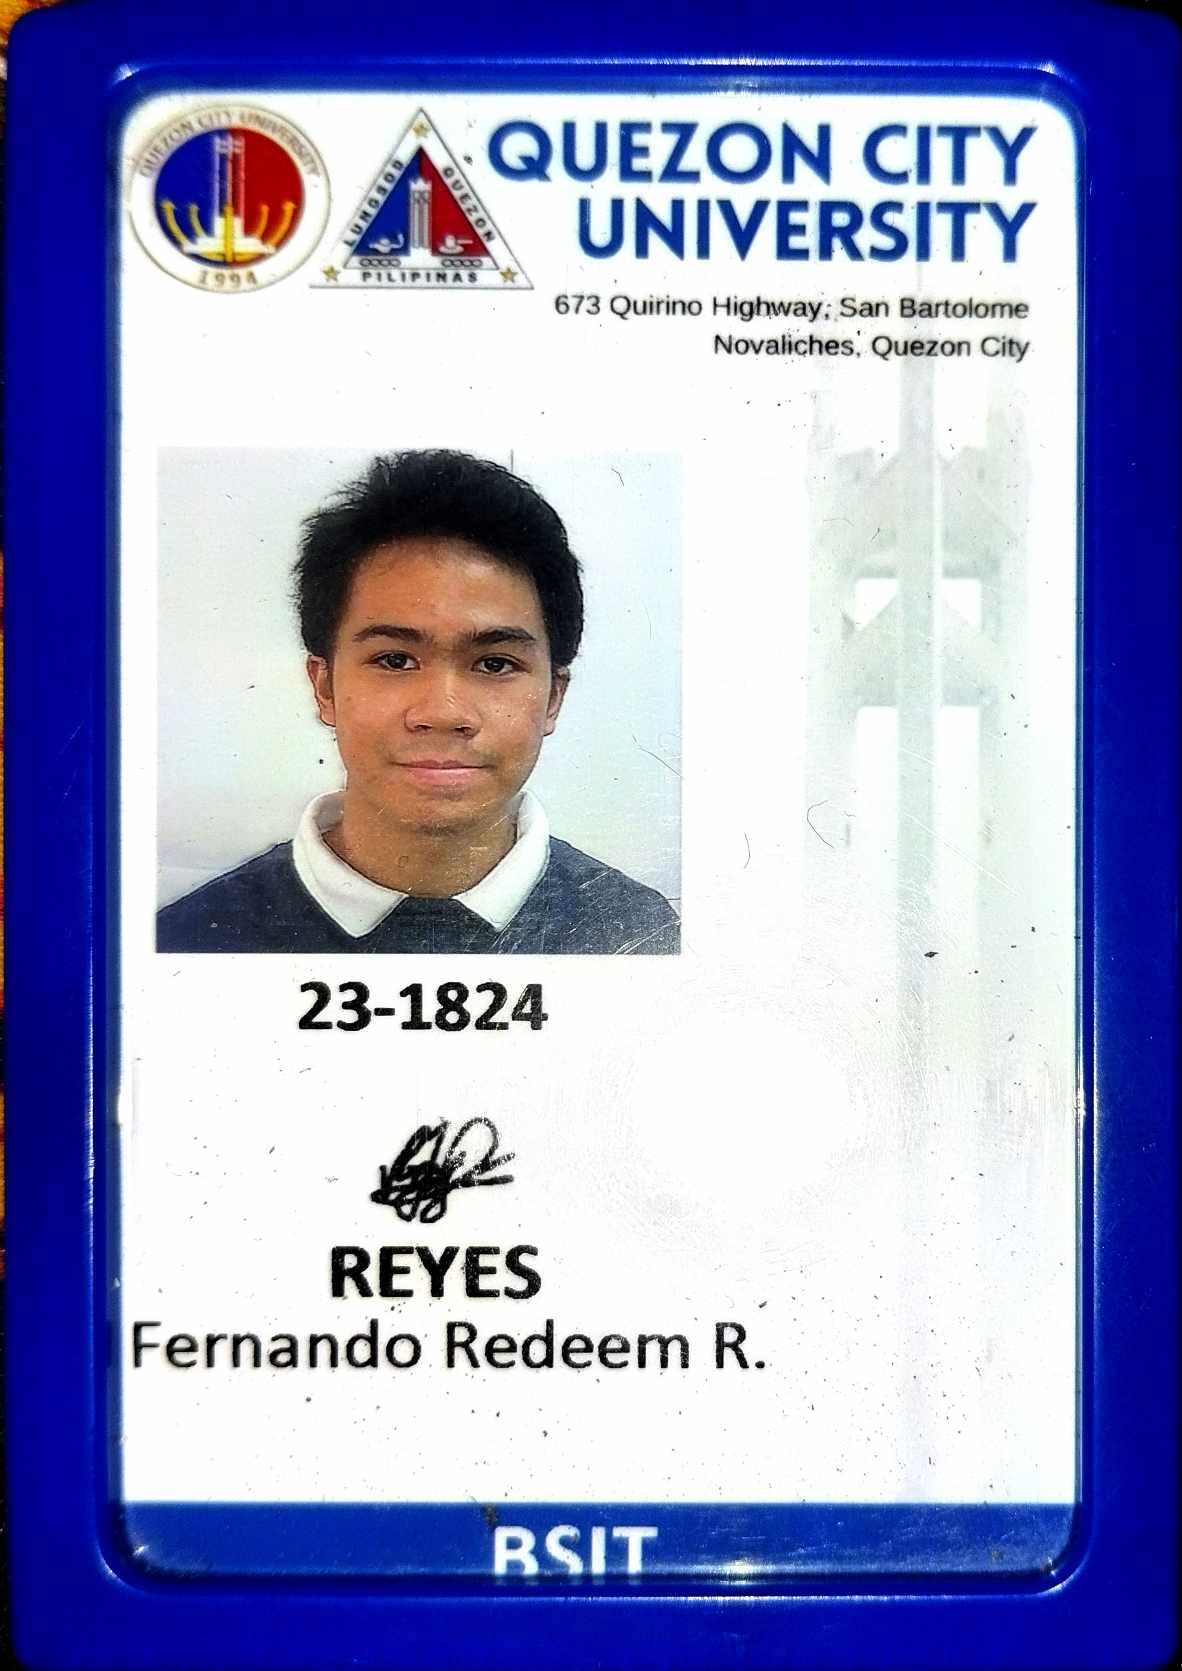 QUEZON CITY UNIVERSITY
1994
LUNGSOD QUEZON
PILIPINAS
QUEZON CITY
UNIVERSITY
673 Quirino Highway, San Bartolome
Novaliches, Quezon City
23-1824
REYES
Fernando Redeem R.
BSIT